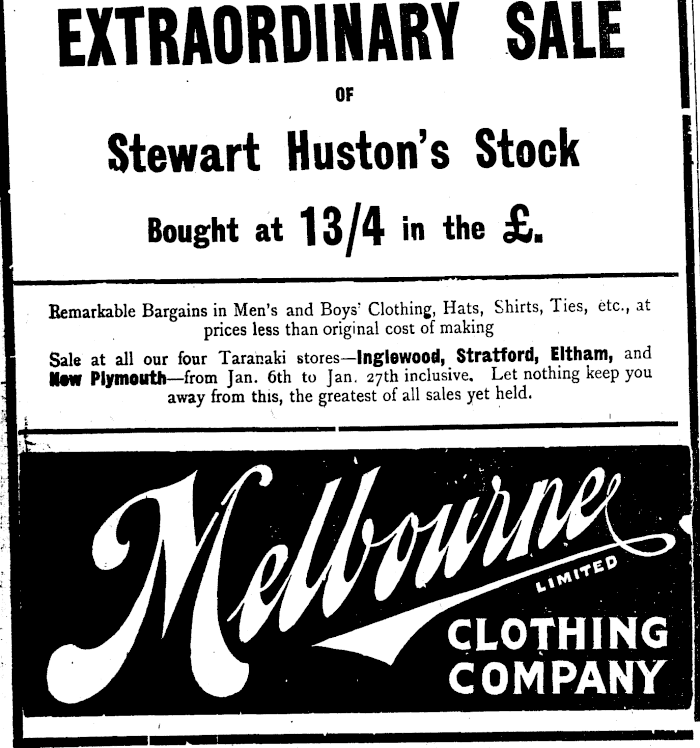 EXTRAORDINARY SALE
OF
Stewart Huston's Stock
Bought at 13/4 in the £.
Remarkable Bargains in Men's and Boys' Clothing, Hats, Shirts, Ties, etc., at
prices less than original cost of making
Sale at all our four Taranaki stores—Inglewood, Stratford, Eltham, and
New Plymouth—from Jan. 6th to Jan. 27th inclusive. Let nothing keep you
away from this, the greatest of all sales yet held.
Melbourne
LIMITED
CLOTHING
COMPANY